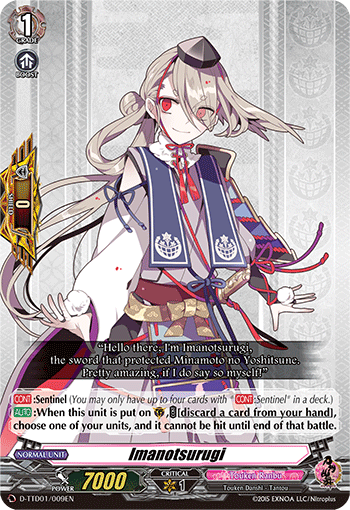 1
GRADE
BOOST
SHIELD
0
"Hello there, I'm Imanotsurugi,
the sword that protected Minamoto no Yoshitsune.
Pretty amazing, if I do say so myself!"
CONT:Sentinel (You may only have up to four cards with "CONT:Sentinel" in a deck.)
AUTO:When this unit is put on GC, [discard a card from your hand],
choose one of your units, and it cannot be hit until end of that battle.
NORMAL UNIT
Imanotsurugi
Touken Ranbu
POWER 7000 CRITICAL 1
Touken Danshi - Tantou
D-TTD01/009EN
©2015 EXNOA LLC/Nitroplus